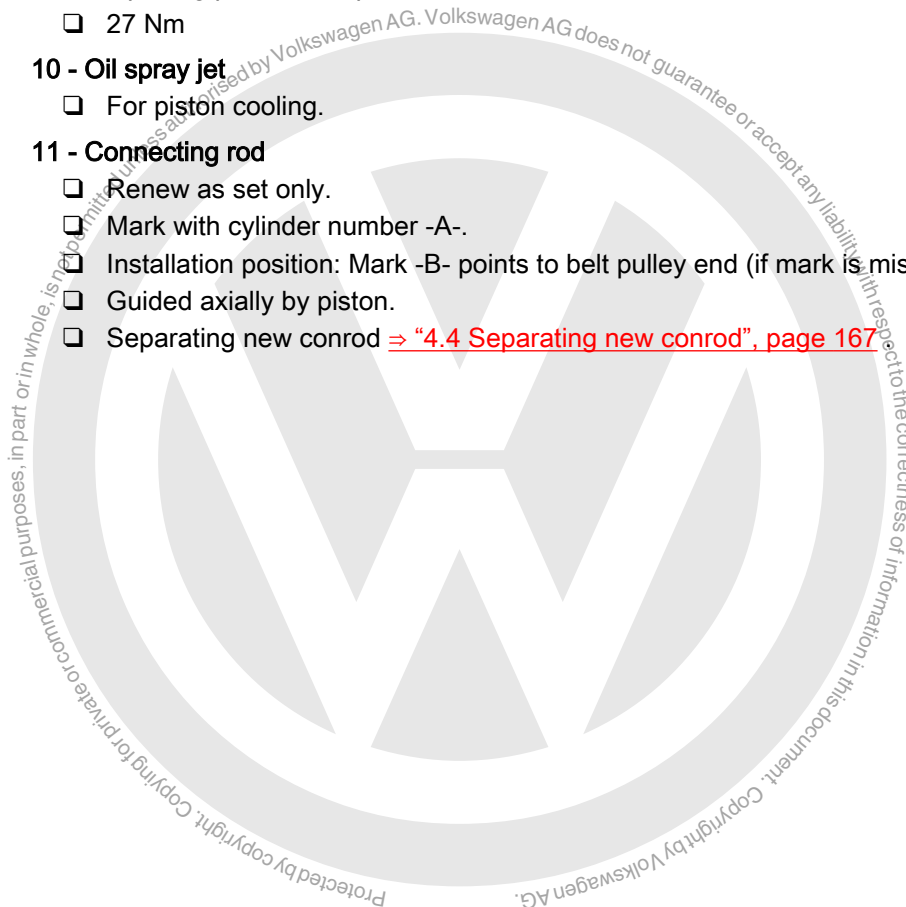 ❑ 27 Nm
10 - Oil spray jet
❑ For piston cooling.
11 - Connecting rod
❑ Renew as set only.
❑ Mark with cylinder number -A-.
❑ Installation position: Mark -B- points to belt pulley end (if mark is mis
❑ Guided axially by piston.
❑ Separating new conrod ⇒ “4.4 Separating new conrod”, page 167 .
Protected by copyright. Copying for private or commercial purposes, in part or in whole, is not permitted unless authorised by Volkswagen AG. Volkswagen AG does not guarantee or accept any liability with respect to the correctness of information in this document. Copyright by Volkswagen AG.